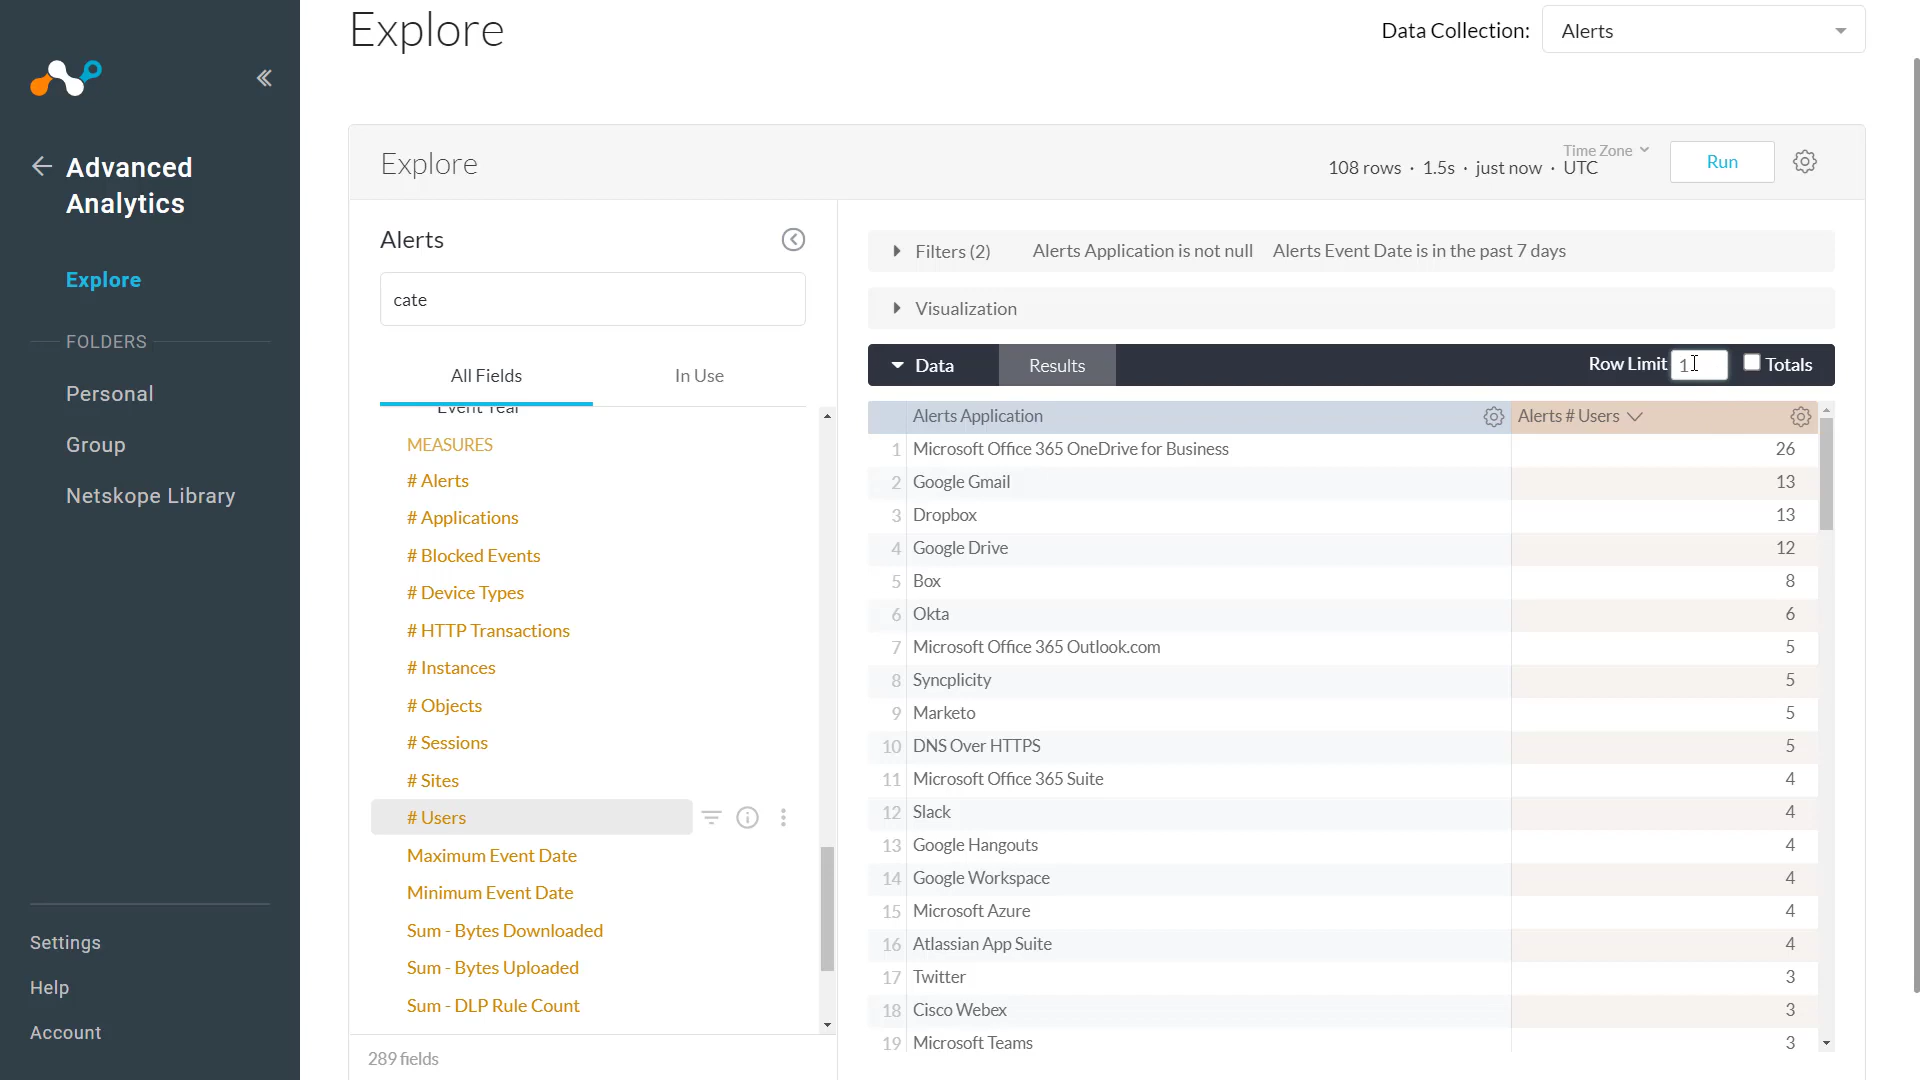 Explore
Data Collection:
Alerts
Advanced
Analytics
Explore
FOLDERS
Personal
Group
Netskope Library
Settings
Help
Account
Explore
108 rows · 1.5s · just now ·
Time Zone
UTC
Run
Alerts
cate
All Fields
In Use
Event Year
MEASURES
# Alerts
# Applications
# Blocked Events
# Device Types
# HTTP Transactions
# Instances
# Objects
# Sessions
# Sites
# Users
Maximum Event Date
Minimum Event Date
Sum - Bytes Downloaded
Sum - Bytes Uploaded
Sum - DLP Rule Count
289 fields
Filters (2) Alerts Application is not null Alerts Event Date is in the past 7 days
Visualization
Data Results Row Limit 1 Totals
Alerts Application Alerts # Users
1 Microsoft Office 365 OneDrive for Business 26
2 Google Gmail 13
3 Dropbox 13
4 Google Drive 12
5 Box 8
6 Okta 6
7 Microsoft Office 365 Outlook.com 5
8 Syncplicity 5
9 Marketo 5
10 DNS Over HTTPS 5
11 Microsoft Office 365 Suite 4
12 Slack 4
13 Google Hangouts 4
14 Google Workspace 4
15 Microsoft Azure 4
16 Atlassian App Suite 4
17 Twitter 3
18 Cisco Webex 3
19 Microsoft Teams 3